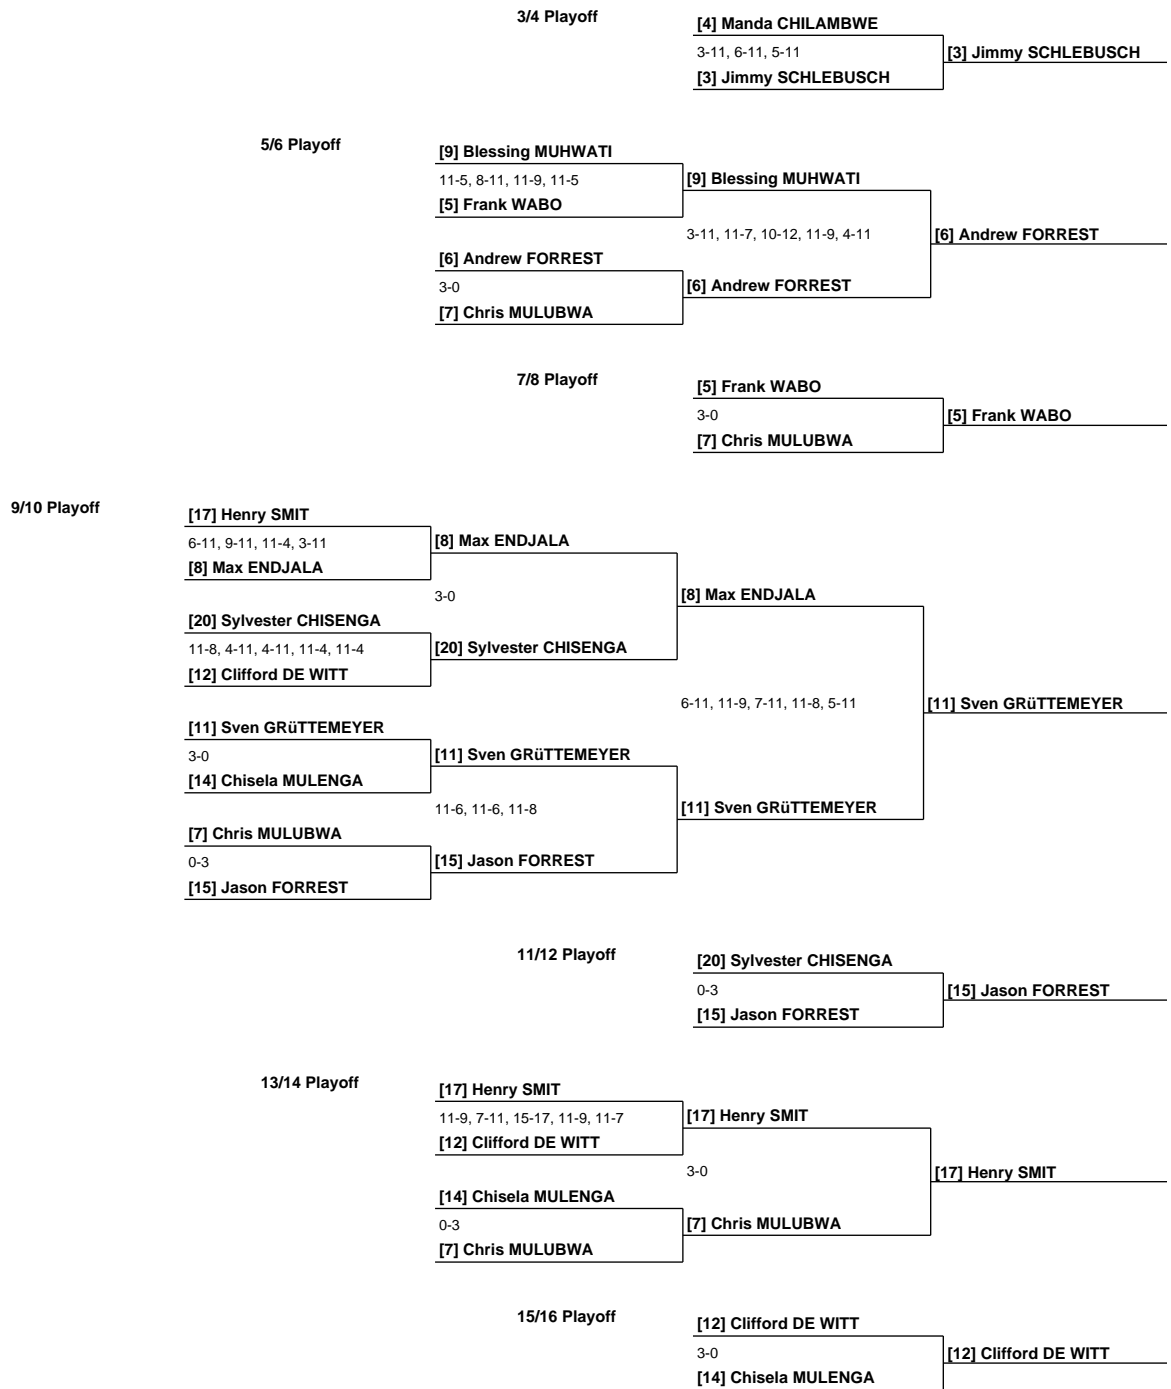 3/4 Playoff
[4] Manda CHILAMBWE
3-11, 6-11, 5-11
[3] Jimmy SCHLEBUSCH
[3] Jimmy SCHLEBUSCH
5/6 Playoff
[9] Blessing MUHWATI
11-5, 8-11, 11-9, 11-5
[9] Blessing MUHWATI
[5] Frank WABO
3-11, 11-7, 10-12, 11-9, 4-11
[6] Andrew FORREST
[6] Andrew FORREST
3-0
[6] Andrew FORREST
[7] Chris MULUBWA
7/8 Playoff
[5] Frank WABO
3-0
[5] Frank WABO
[7] Chris MULUBWA
9/10 Playoff
[17] Henry SMIT
6-11, 9-11, 11-4, 3-11
[8] Max ENDJALA
[8] Max ENDJALA
3-0
[8] Max ENDJALA
[20] Sylvester CHISENGA
11-8, 4-11, 4-11, 11-4, 11-4
[20] Sylvester CHISENGA
[12] Clifford DE WITT
6-11, 11-9, 7-11, 11-8, 5-11
[11] Sven GRüTTEMEYER
[11] Sven GRüTTEMEYER
3-0
[11] Sven GRüTTEMEYER
[14] Chisela MULENGA
11-6, 11-6, 11-8
[11] Sven GRüTTEMEYER
[7] Chris MULUBWA
0-3
[15] Jason FORREST
[15] Jason FORREST
11/12 Playoff
[20] Sylvester CHISENGA
0-3
[15] Jason FORREST
[15] Jason FORREST
13/14 Playoff
[17] Henry SMIT
11-9, 7-11, 15-17, 11-9, 11-7
[17] Henry SMIT
[12] Clifford DE WITT
3-0
[17] Henry SMIT
[14] Chisela MULENGA
0-3
[7] Chris MULUBWA
[7] Chris MULUBWA
15/16 Playoff
[12] Clifford DE WITT
3-0
[12] Clifford DE WITT
[14] Chisela MULENGA